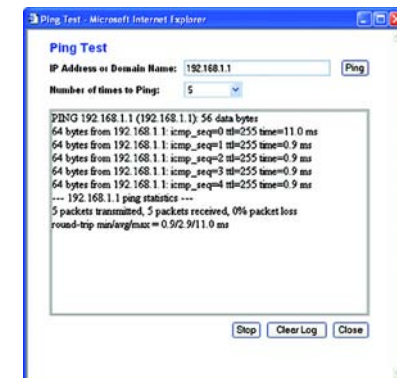 Ping Test - Microsoft Internet Explorer
Ping Test
IP Address or Domain Name: 192.168.1.1 Ping
Number of times to Ping: 5
PING 192.168.1.1 (192.168.1.1): 56 data bytes
64 bytes from 192.168.1.1: icmp_seq=0 ttl=255 time=11.0 ms
64 bytes from 192.168.1.1: icmp_seq=1 ttl=255 time=0.9 ms
64 bytes from 192.168.1.1: icmp_seq=2 ttl=255 time=0.9 ms
64 bytes from 192.168.1.1: icmp_seq=3 ttl=255 time=0.9 ms
64 bytes from 192.168.1.1: icmp_seq=4 ttl=255 time=0.9 ms
--- 192.168.1.1 ping statistics ---
5 packets transmitted, 5 packets received, 0% packet loss
round-trip min/avg/max = 0.9/2.9/11.0 ms
Stop Clear Log Close